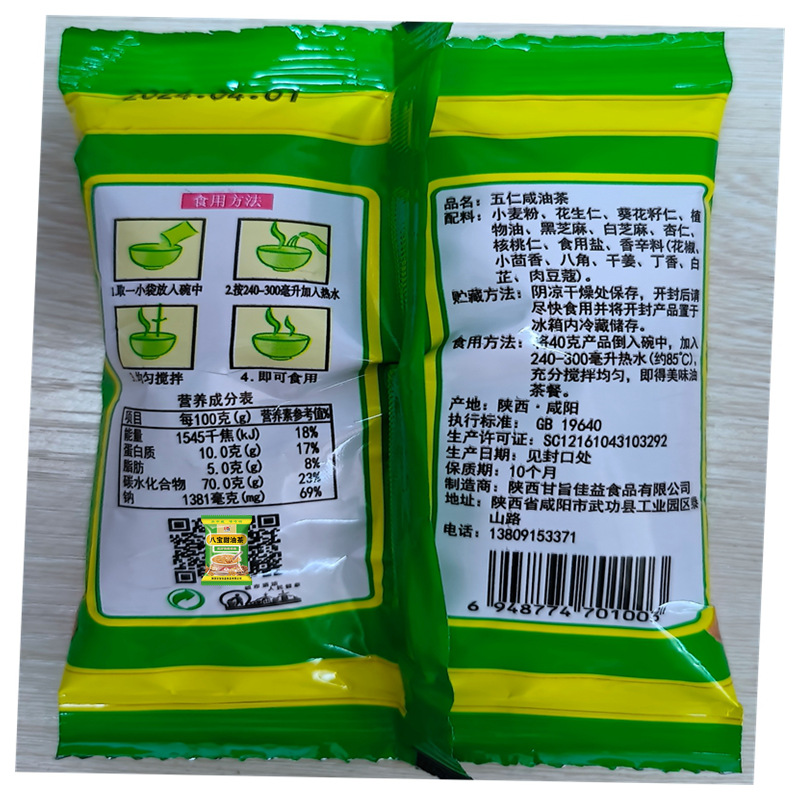 2024.04.01
食用方法
1.取一小袋放入碗中
2.按240-300毫升加入热水
3.均匀搅拌
4.即可食用
营养成分表
项目 每100克(g) 营养素参考值%
能量 1545千焦(kJ) 18%
蛋白质 10.0克(g) 17%
脂肪 5.0克(g) 8%
碳水化合物 70.0克(g) 23%
钠 1381毫克(mg) 69%
八宝甜油茶
品名：五仁咸油茶
配料：小麦粉、花生仁、葵花籽仁、植
物油、黑芝麻、白芝麻、杏仁、
核桃仁、食用盐、香辛料(花椒、
小茴香、八角、干姜、丁香、白
芷、肉豆蔻)。
贮藏方法：阴凉干燥处保存，开封后请
尽快食用并将开封产品置于
冰箱内冷藏储存。
食用方法：将40克产品倒入碗中，加入
240-300毫升热水(约85℃)，
充分搅拌均匀，即得美味油
茶餐。
产地：陕西·咸阳
执行标准：GB 19640
生产许可证：SC12161043103292
生产日期：见封口处
保质期：10个月
制造商：陕西甘旨佳益食品有限公司
地址：陕西省咸阳市武功县工业园区
山路
电话：13809153371
6 948774 701003